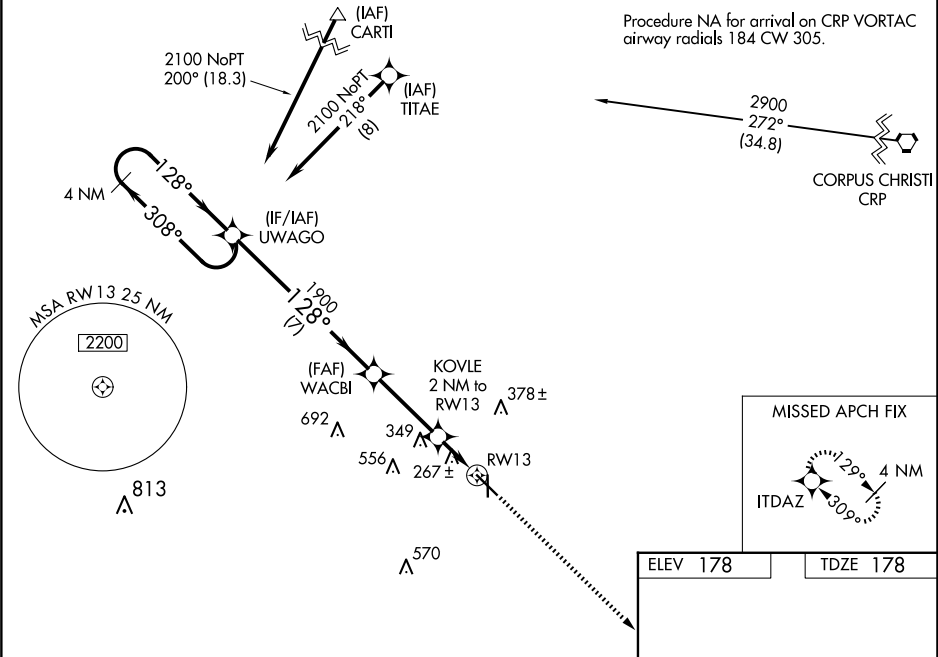 (IAF)
CARTI
Procedure NA for arrival on CRP VORTAC
airway radials 184 CW 305.
2100 NoPT
200° (18.3)
2100 NoPT
218°
(8)
(IAF)
TITAE
2900
272°
(34.8)
CORPUS CHRISTI
CRP
4 NM
128°
308°
(IF/IAF)
UWAGO
1900
128°
(7)
MSA RW13 25 NM
2200
(FAF)
WACBI
KOVLE
2 NM to
RW13
378±
692
349
556
267±
RW13
813
570
MISSED APCH FIX
129°
4 NM
ITDAZ
309°
ELEV 178
TDZE 178